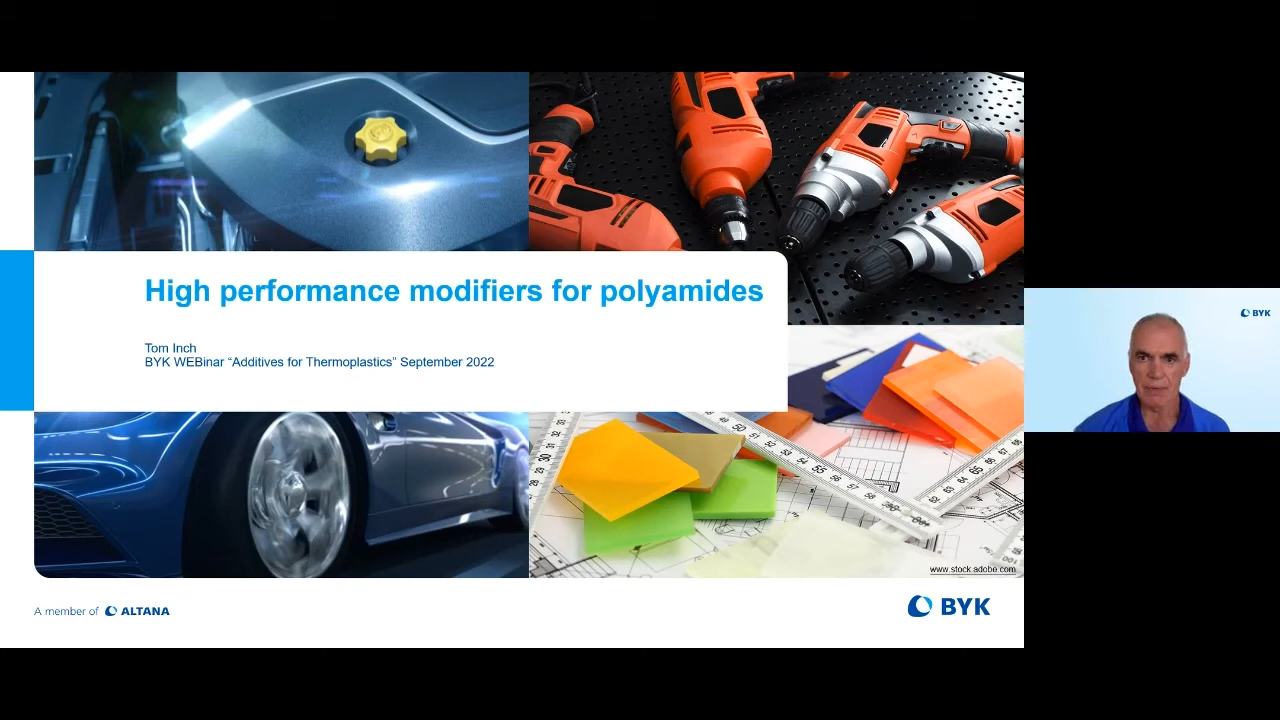 High performance modifiers for polyamides
Tom Inch
BYK WEBinar “Additives for Thermoplastics” September 2022
www.stock.adobe.com
A member of ALTANA
BYK
BYK